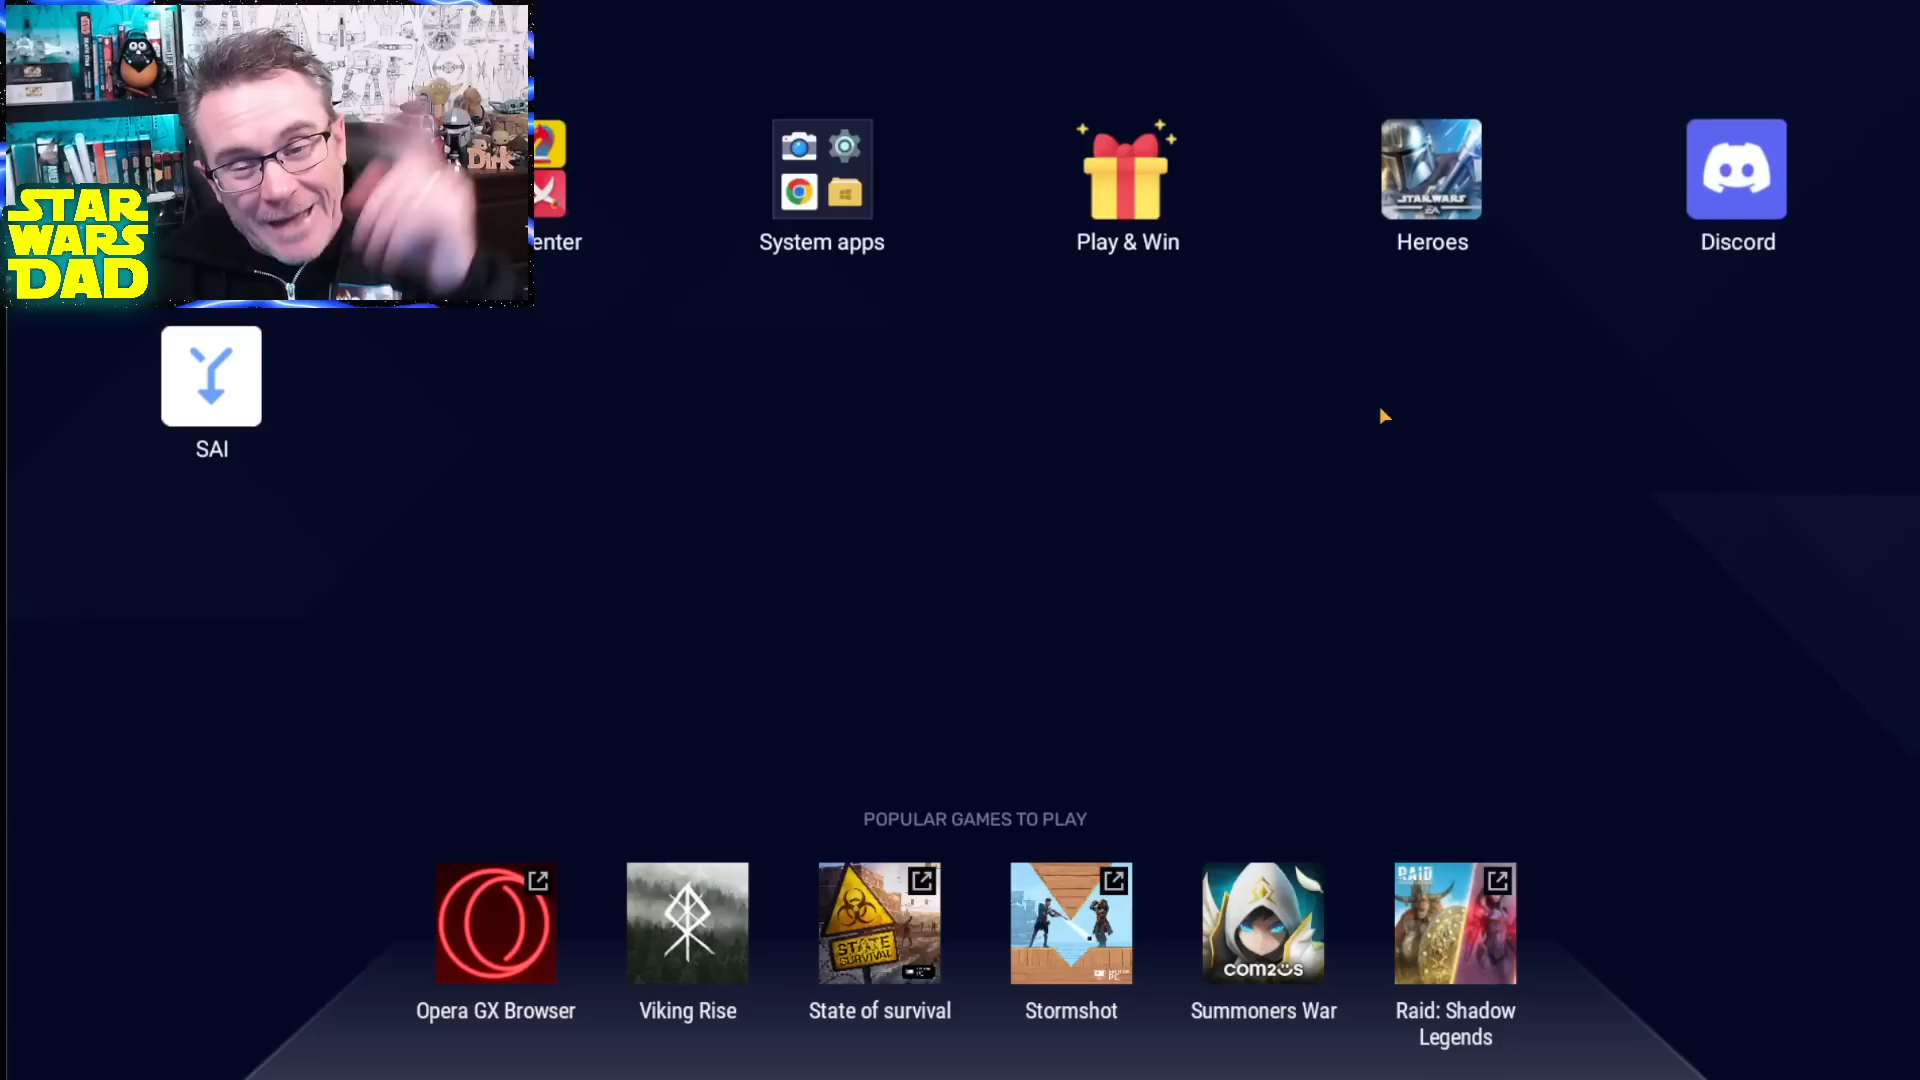 Dirk
STAR
WARS
DAD
enter
System apps
Play & Win
STAR WARS
EA
Heroes
Discord
SAI
POPULAR GAMES TO PLAY
STATE
SURVIVAL
com2us
RAID
Opera GX Browser
Viking Rise
State of survival
Stormshot
Summoners War
Raid: Shadow
Legends